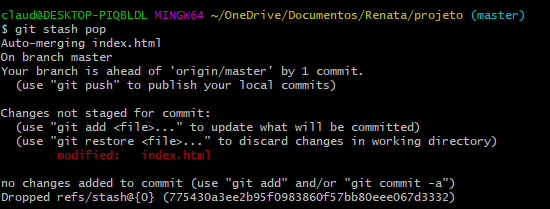 claud@DESKTOP-PIQBLDL MINGW64 ~/OneDrive/Documentos/Renata/projeto (master)
$ git stash pop
Auto-merging index.html
On branch master
Your branch is ahead of 'origin/master' by 1 commit.
  (use "git push" to publish your local commits)

Changes not staged for commit:
  (use "git add <file>..." to update what will be committed)
  (use "git restore <file>..." to discard changes in working directory)
        modified:   index.html

no changes added to commit (use "git add" and/or "git commit -a")
Dropped refs/stash@{0} (775430a3ee2b95f0983860f57bb80eee067d3332)